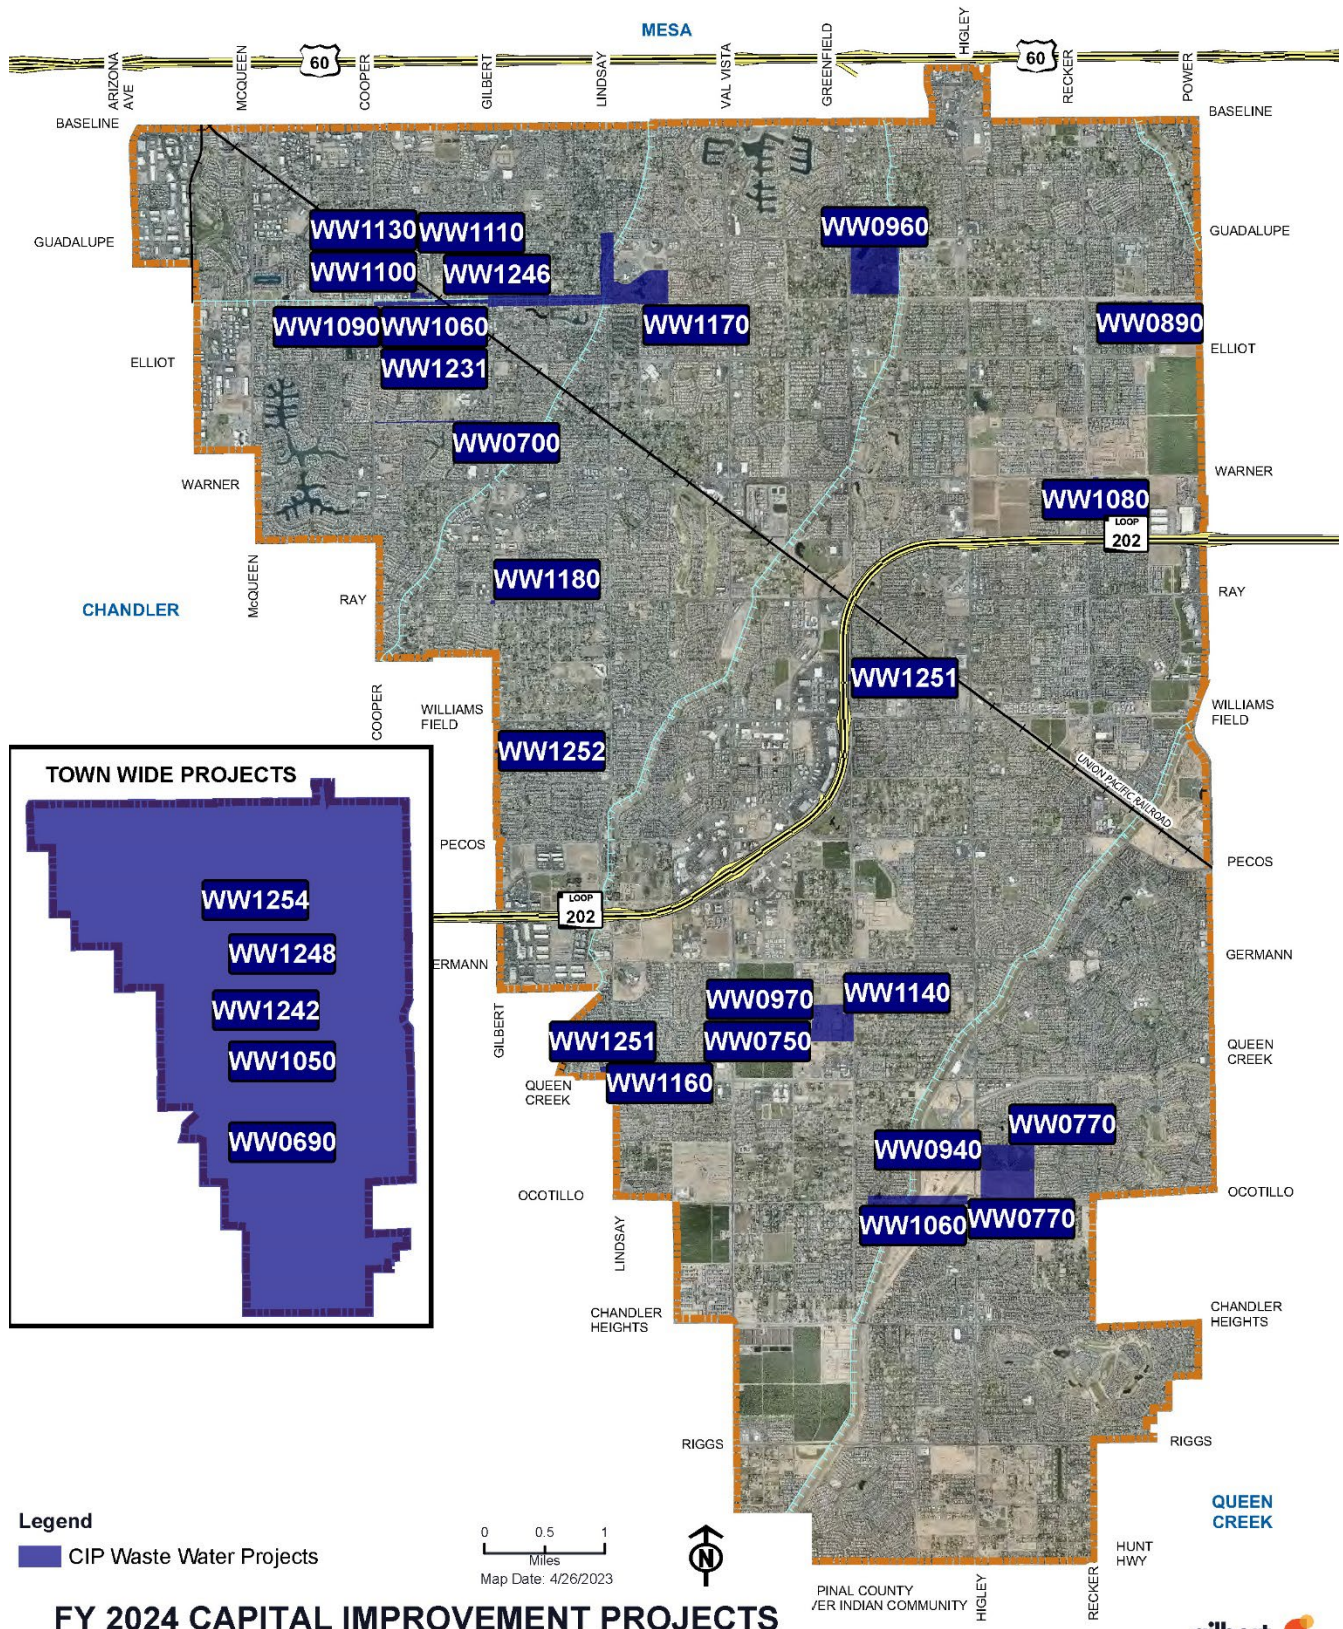 MESA
60
60
ARIZONA
AVE
MCQUEEN
COOPER
GILBERT
LINDSAY
VAL VISTA
GREENFIELD
HIGLEY
RECKER
POWER
BASELINE
BASELINE
WW1130
WW1110
WW0960
GUADALUPE
GUADALUPE
WW1100
WW1246
WW1090
WW1060
WW1170
WW0890
ELLIOT
ELLIOT
WW1231
WW0700
WARNER
WARNER
WW1080
LOOP
202
McQUEEN
CHANDLER
RAY
RAY
WW1180
WW1251
COOPER
WILLIAMS
FIELD
WILLIAMS
FIELD
WW1252
UNION PACIFIC RAILROAD
TOWN WIDE PROJECTS
WW1254
WW1248
WW1242
WW1050
WW0690
PECOS
PECOS
LOOP
202
ERMANN
GERMANN
GILBERT
WW0970
WW1140
WW1251
WW0750
QUEEN
CREEK
QUEEN
CREEK
WW1160
WW0770
WW0940
OCOTILLO
OCOTILLO
WW1060
WW0770
LINDSAY
CHANDLER
HEIGHTS
CHANDLER
HEIGHTS
RIGGS
RIGGS
QUEEN
CREEK
HUNT
HWY
Legend
CIP Waste Water Projects
0 0.5 1
Miles
Map Date: 4/26/2023
N
PINAL COUNTY
VER INDIAN COMMUNITY
HIGLEY
RECKER
FY 2024 CAPITAL IMPROVEMENT PROJECTS
gilbert